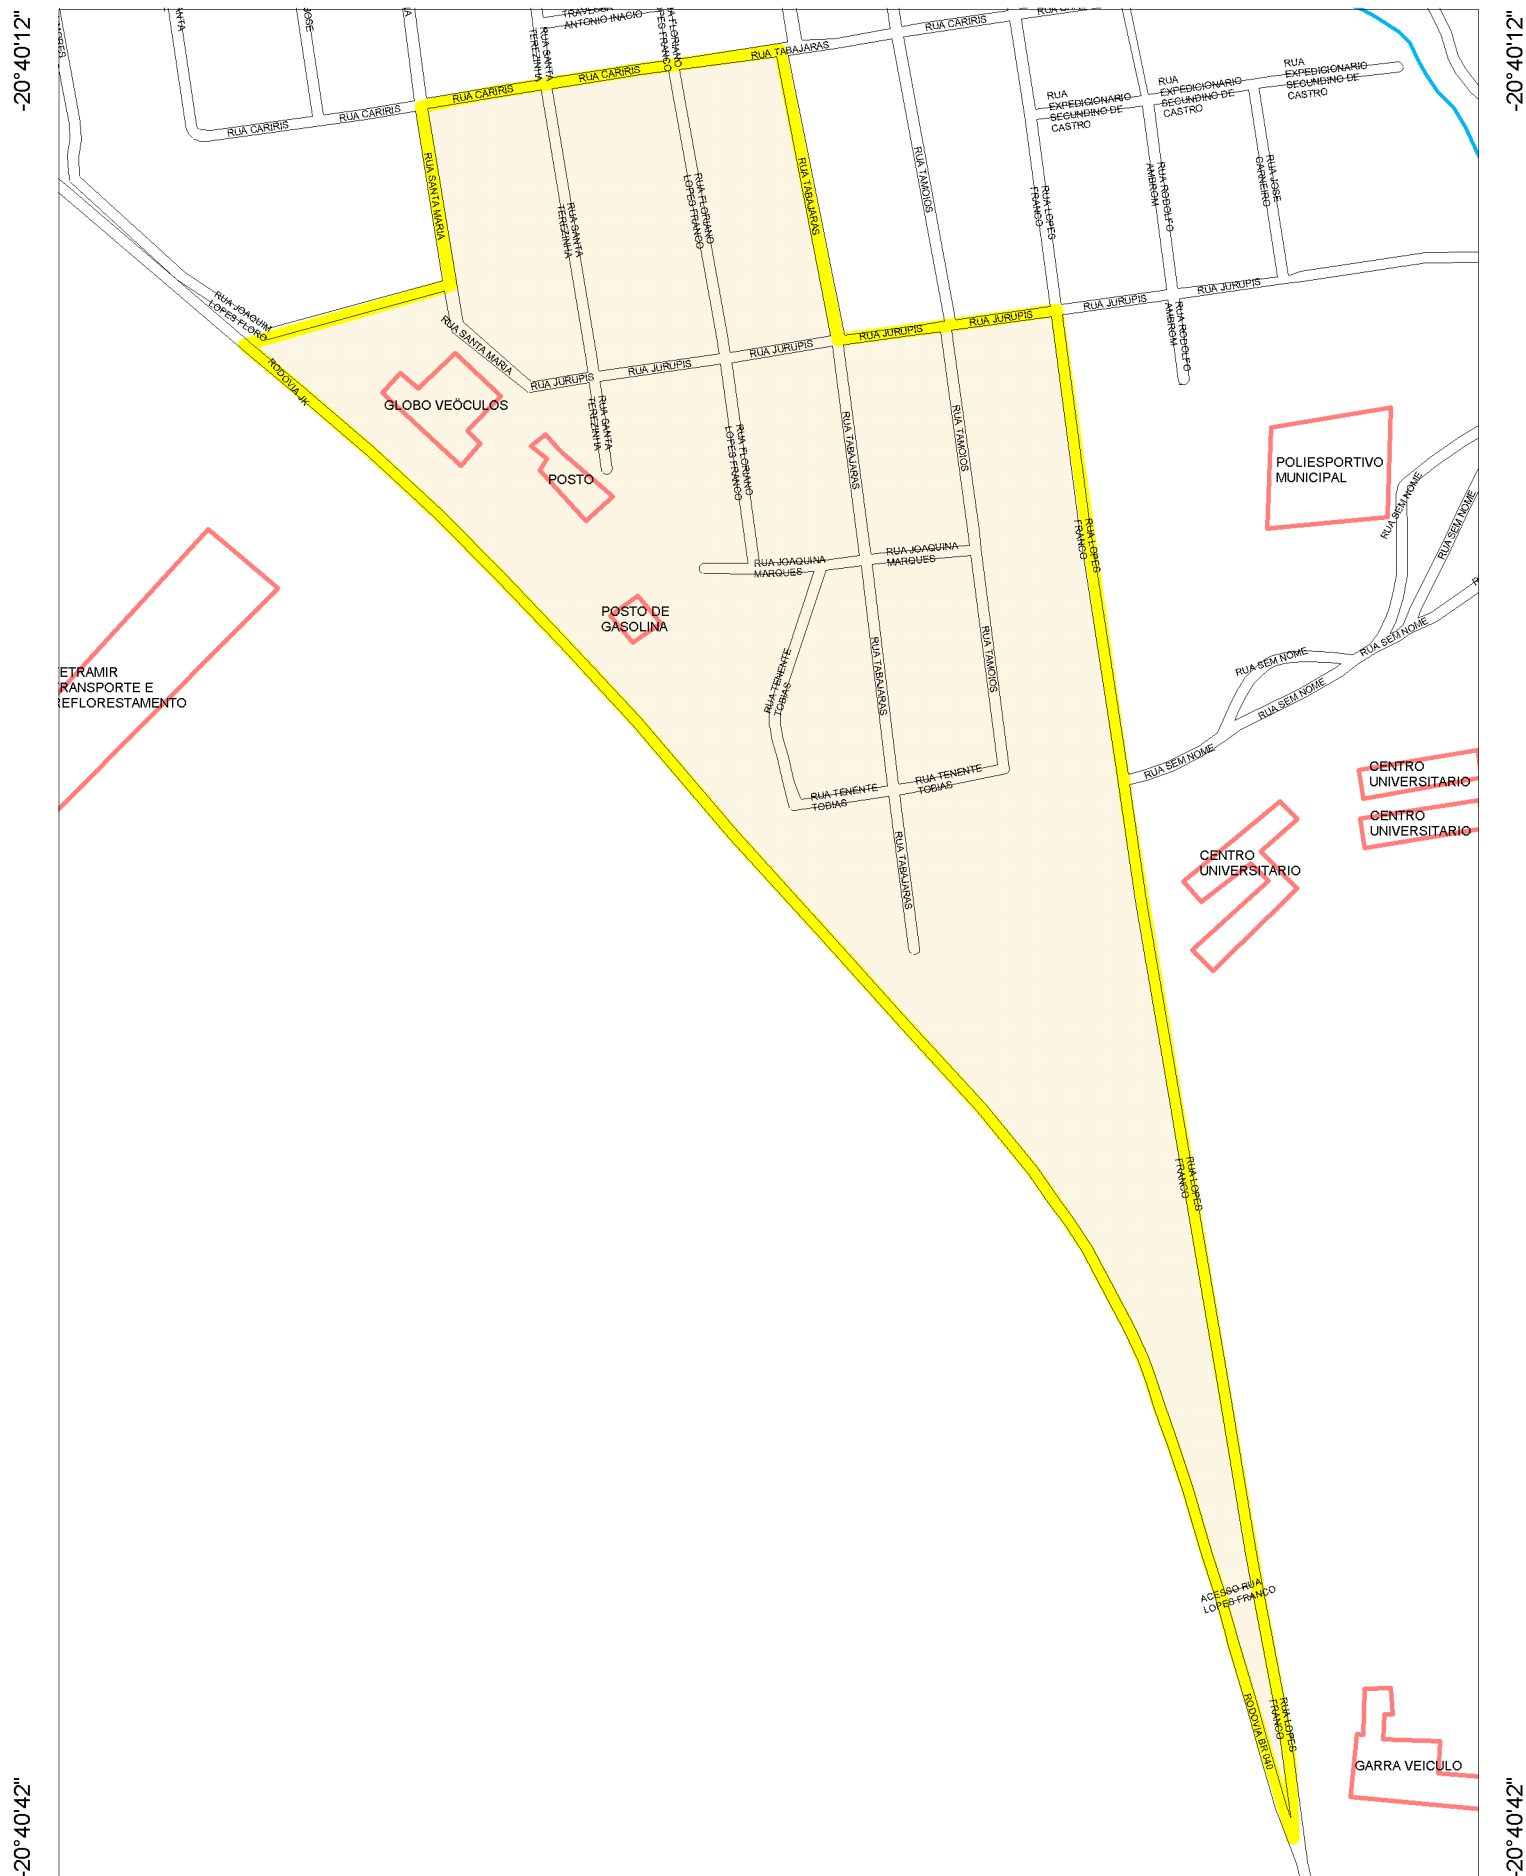 -20°40'12"
-20°40'12"
TRAVESSA
ANTONIO INACIO
JOSE
RUA SANTA
TEREZINHA
RUA FLORIANO
LOPES FRANCO
RUA CARIRIS
RUA TABAJARAS
RUA CARIRIS
RUA CARIRIS
RUA CARIRIS
RUA CARIRIS
RUA
EXPEDICIONARIO
SECUNDINO DE
CASTRO
RUA
EXPEDICIONARIO
SECUNDINO DE
CASTRO
RUA
EXPEDICIONARIO
SECUNDINO DE
CASTRO
RUA SANTA MARIA
RUA SANTA
TEREZINHA
RUA FLORIANO
LOPES FRANCO
RUA TABAJARAS
RUA TAMOIOS
RUA LOPES
FRANCO
RUA RODOLFO
AMBROM
RUA JOSE
CARNEIRO
RUA JOAQUIM
LOPES FLORO
RUA SANTA MARIA
RUA JURUPIS
RUA JURUPIS
RUA JURUPIS
RUA JURUPIS
RUA JURUPIS
RUA JURUPIS
RUA JURUPIS
RUA RODOLFO
AMBROM
RODOVIA JK
GLOBO VEÖCULOS
RUA SANTA
TEREZINHA
RUA FLORIANO
LOPES FRANCO
RUA TABAJARAS
RUA TAMOIOS
POSTO
POLIESPORTIVO
MUNICIPAL
RUA SEM NOME
RUA SEM NOME
RUA LOPES
FRANCO
RUA JOAQUINA
MARQUES
RUA JOAQUINA
MARQUES
POSTO DE
GASOLINA
RUA TENENTE
TOBIAS
RUA TABAJARAS
RUA TAMOIOS
RUA SEM NOME
RUA SEM NOME
RUA SEM NOME
RUA SEM NOME
ETRAMIR
RANSPORTE E
REFLORESTAMENTO
RUA TENENTE
TOBIAS
RUA TENENTE
TOBIAS
RUA TABAJARAS
CENTRO
UNIVERSITARIO
CENTRO
UNIVERSITARIO
CENTRO
UNIVERSITARIO
RUA LOPES
FRANCO
ACESSO RUA
LOPES FRANCO
RODOVIA BR 040
RUA LOPES
FRANCO
GARRA VEICULO
-20°40'42"
-20°40'42"